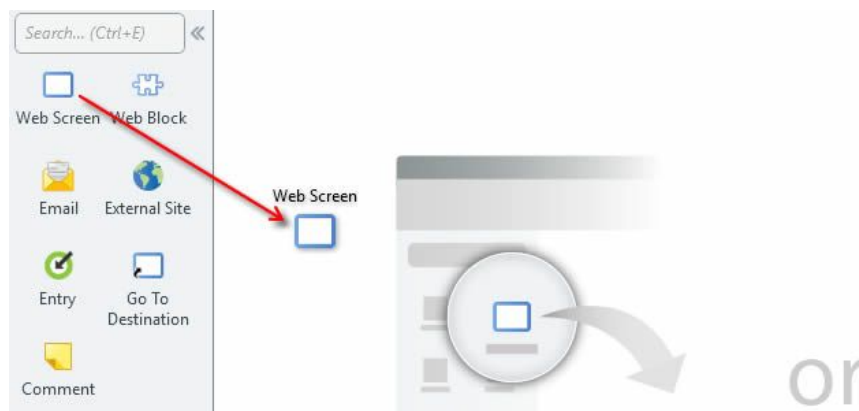 Search... (Ctrl+E)
Web Screen
Web Block
Web Screen
Email
External Site
Entry
Go To
Destination
Comment
or